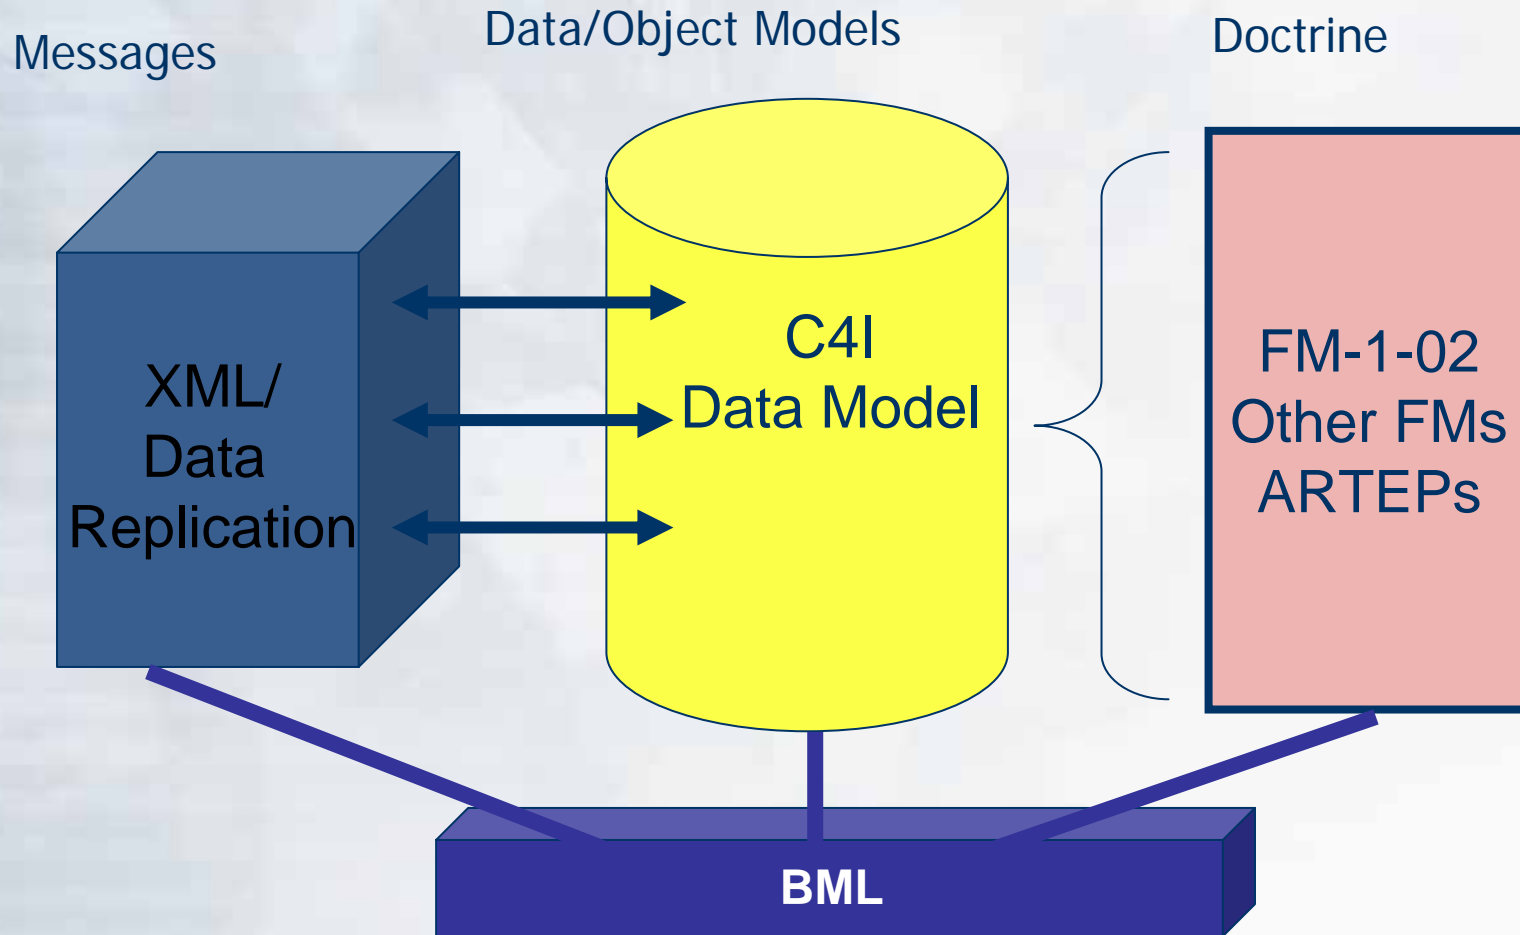 Messages
Data/Object Models
Doctrine
XML/
Data
Replication
C4I
Data Model
FM-1-02
Other FMs
ARTEPs
BML